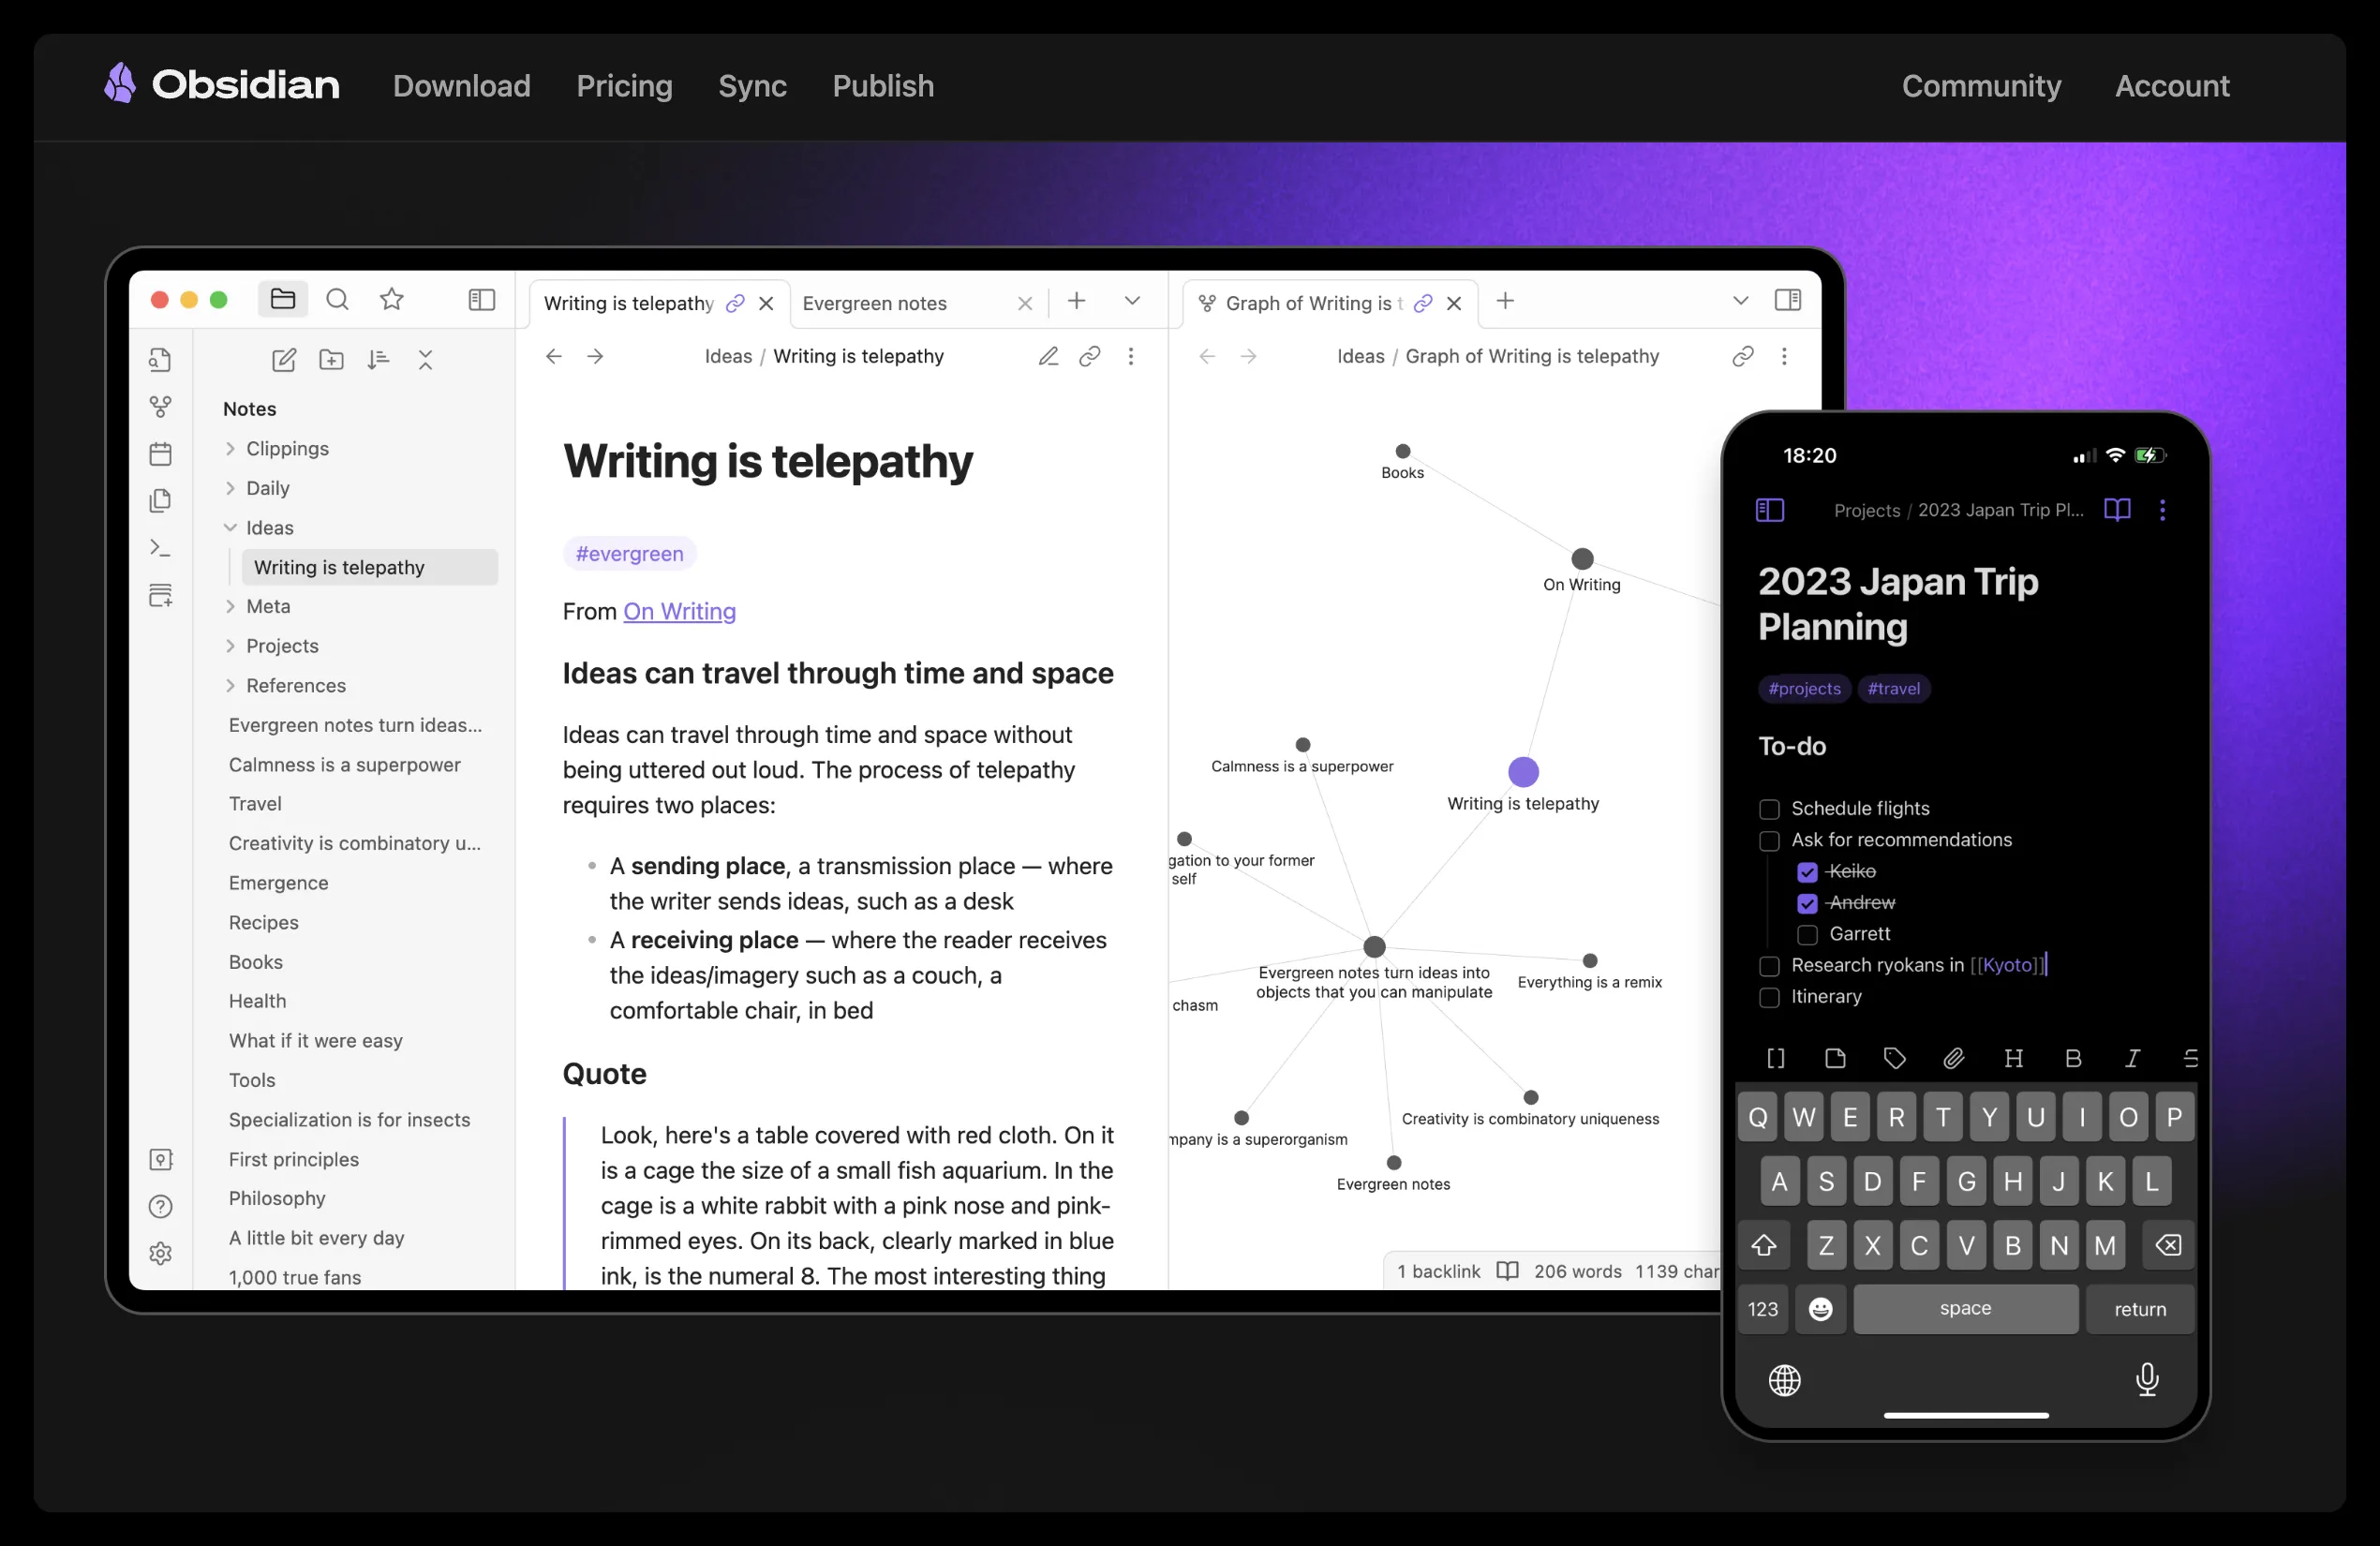 Obsidian Download Pricing Sync Publish Community Account
Writing is telepathy Evergreen notes
Graph of Writing is t
Notes
Clippings
Daily
Ideas
Writing is telepathy
Meta
Projects
References
Evergreen notes turn ideas...
Calmness is a superpower
Travel
Creativity is combinatory u...
Emergence
Recipes
Books
Health
What if it were easy
Tools
Specialization is for insects
First principles
Philosophy
A little bit every day
1,000 true fans
Ideas / Writing is telepathy
Writing is telepathy
#evergreen
From On Writing
Ideas can travel through time and space
Ideas can travel through time and space without
being uttered out loud. The process of telepathy
requires two places:
A sending place, a transmission place — where
the writer sends ideas, such as a desk
A receiving place — where the reader receives
the ideas/imagery such as a couch, a
comfortable chair, in bed
Quote
Look, here's a table covered with red cloth. On it
is a cage the size of a small fish aquarium. In the
cage is a white rabbit with a pink nose and pink-
rimmed eyes. On its back, clearly marked in blue
ink, is the numeral 8. The most interesting thing
Ideas / Graph of Writing is telepathy
Books
On Writing
Calmness is a superpower
Writing is telepathy
gation to your former
self
Evergreen notes turn ideas into
objects that you can manipulate
Everything is a remix
chasm
Creativity is combinatory uniqueness
mpany is a superorganism
Evergreen notes
1 backlink 206 words 1139 char
18:20
Projects / 2023 Japan Trip Pl...
2023 Japan Trip
Planning
#projects #travel
To-do
Schedule flights
Ask for recommendations
Keiko
Andrew
Garrett
Research ryokans in [[Kyoto]]
Itinerary
H B I S
Q W E R T Y U I O P
A S D F G H J K L
Z X C V B N M
123 space return